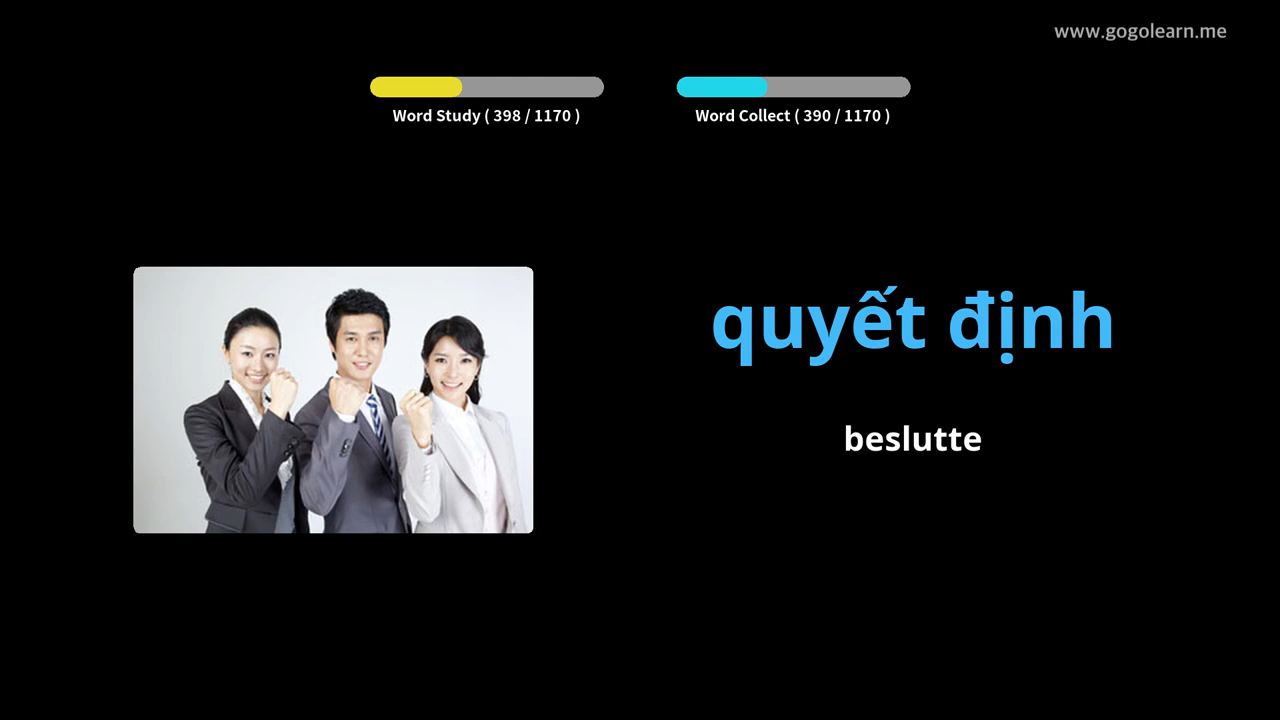 www.gogolearn.me
Word Study ( 398 / 1170 )
Word Collect ( 390 / 1170 )
quyết định
beslutte